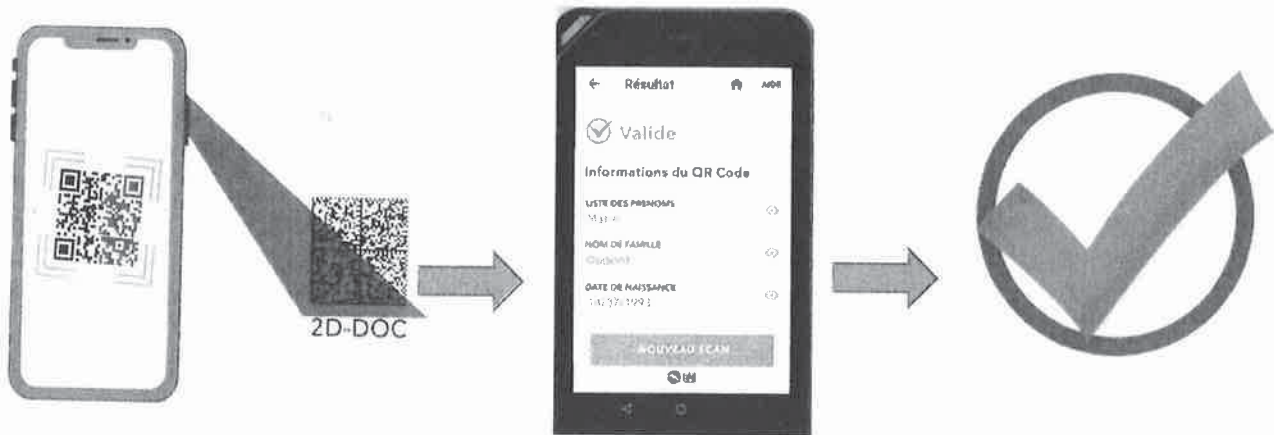 2D-DOC
← Résultat AIDE
Valide
Informations du QR Code
LISTE DES PRENOMS
NOM DE FAMILLE
DATE DE NAISSANCE
NOUVEAU SCAN